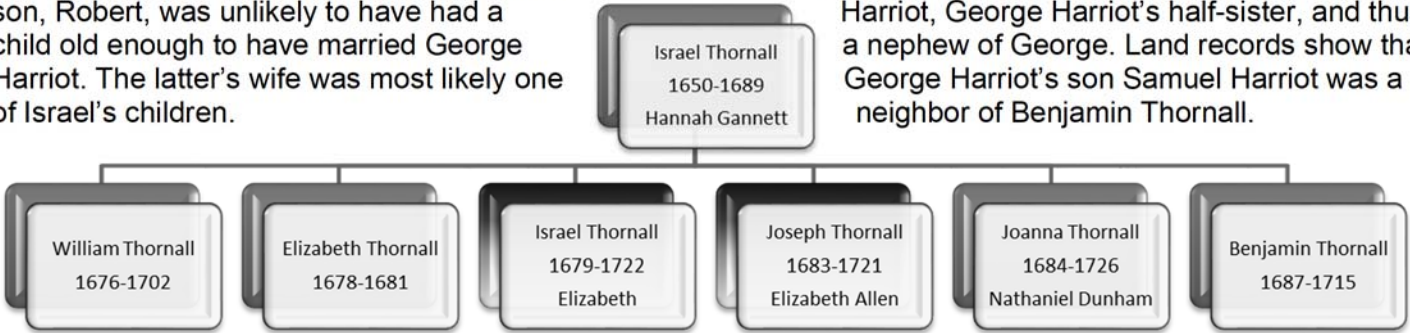 son, Robert, was unlikely to have had a
child old enough to have married George
Harriot. The latter's wife was most likely one
of Israel's children.
Harriot, George Harriot's half-sister, and thu
a nephew of George. Land records show tha
George Harriot's son Samuel Harriot was a
neighbor of Benjamin Thornall.
Israel Thornall
1650-1689
Hannah Gannett
William Thornall
1676-1702
Elizabeth Thornall
1678-1681
Israel Thornall
1679-1722
Elizabeth
Joseph Thornall
1683-1721
Elizabeth Allen
Joanna Thornall
1684-1726
Nathaniel Dunham
Benjamin Thornall
1687-1715